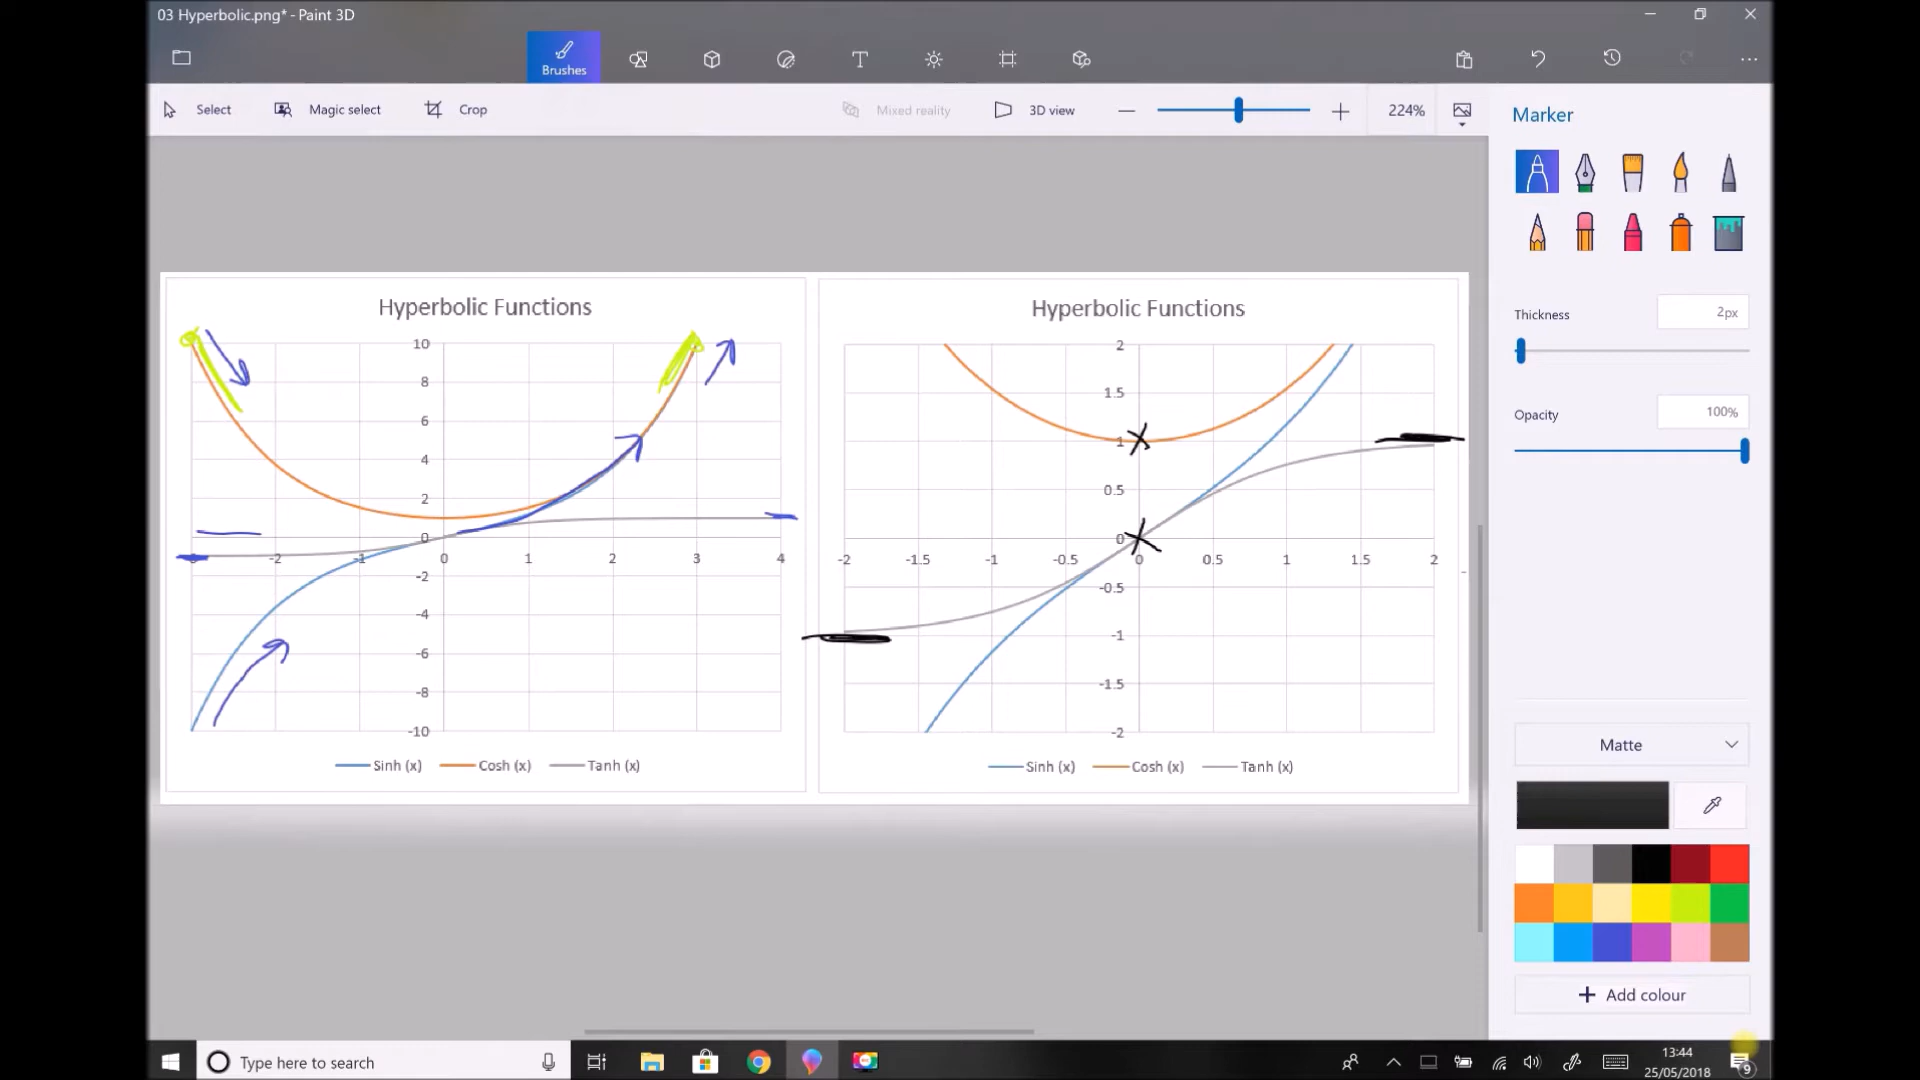 03 Hyperbolic.png* - Paint 3D
Brushes
Select
Magic select
Crop
Mixed reality
3D view
224%
Marker
Thickness
2px
Opacity
100%
Matte
Add colour
Hyperbolic Functions
10
8
6
4
2
0
-2
-4
-6
-8
-10
-2
-1
0
1
2
3
4
Sinh (x)
Cosh (x)
Tanh (x)
Hyperbolic Functions
2
1.5
1
0.5
0
-0.5
-1
-1.5
-2
-2
-1.5
-1
-0.5
0
0.5
1
1.5
2
Sinh (x)
Cosh (x)
Tanh (x)
Type here to search
13:44
25/05/2018
9